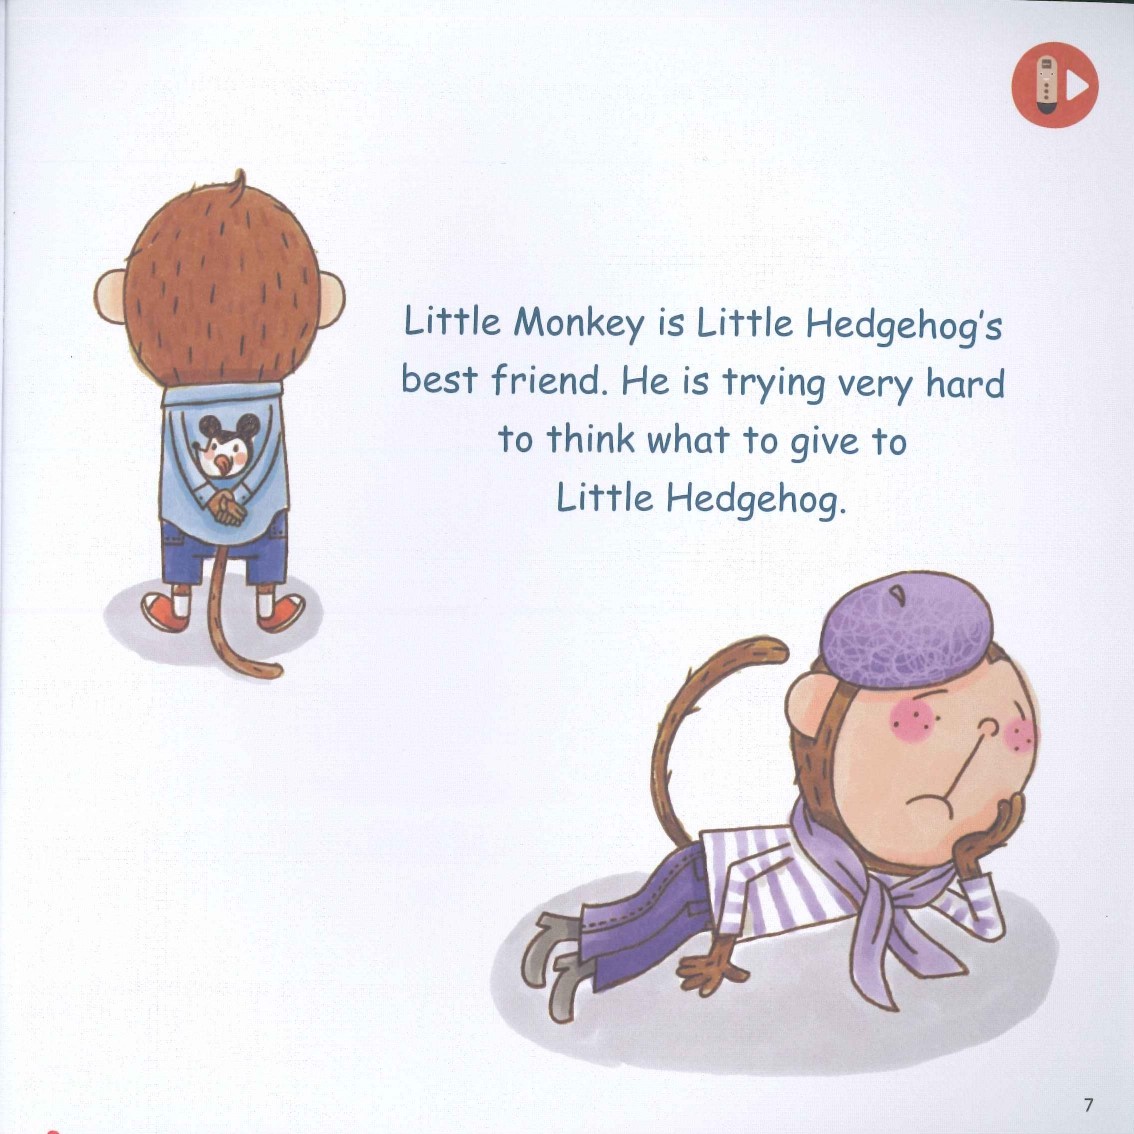 Little Monkey is Little Hedgehog's
best friend. He is trying very hard
to think what to give to
Little Hedgehog.
7